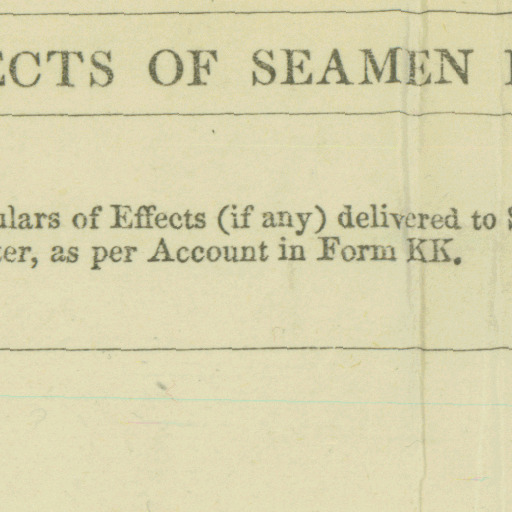 ECTS OF SEAMEN
ulars of Effects (if any) delivered to S
ter, as per Account in Form KK.